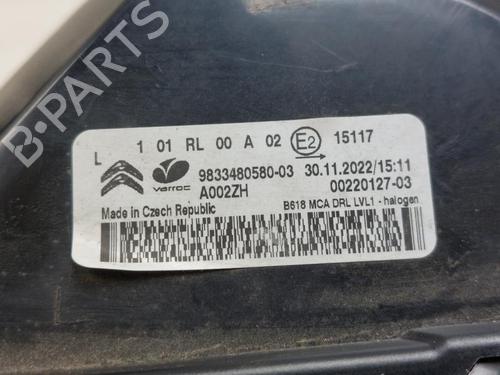 B-PARTS
L 1 01 RL 00 A 02 E2 15117
varroc 9833480580-03 30.11.2022/15:11
A002ZH 00220127-03
Made in Czech Republic B618 MCA DRL LVL1 - halogen